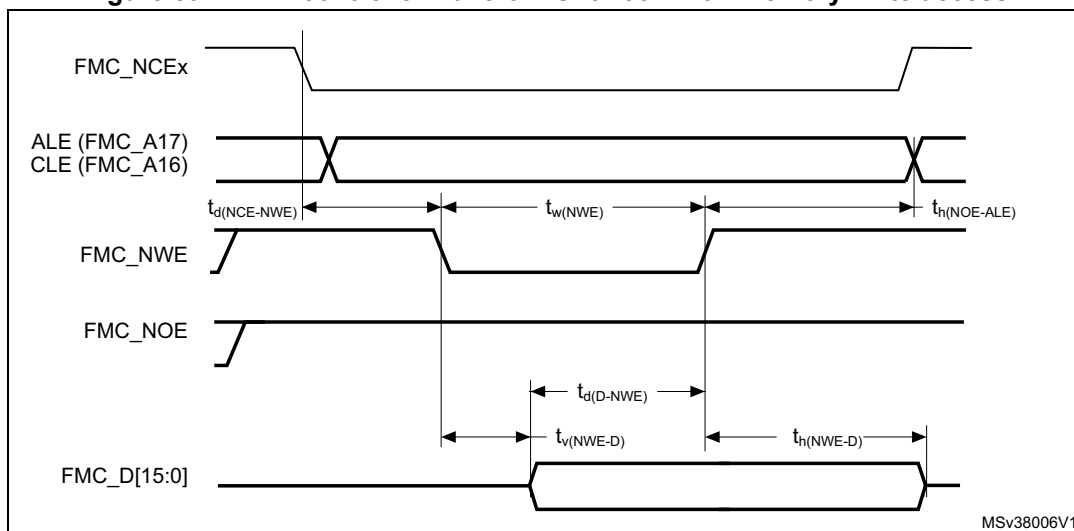 FMC_NCEx
ALE (FMC_A17)
CLE (FMC_A16)
td(NCE-NWE)
tw(NWE)
th(NOE-ALE)
FMC_NWE
FMC_NOE
td(D-NWE)
tv(NWE-D)
th(NWE-D)
FMC_D[15:0]
MSv38006V1